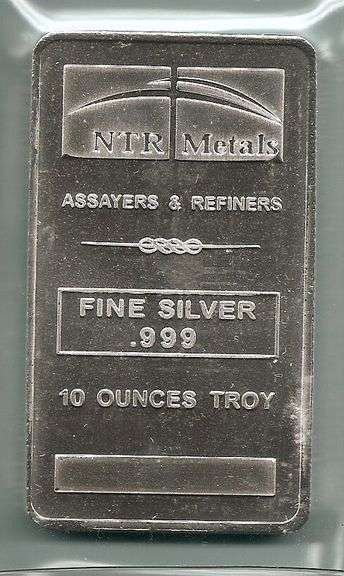 NTR Metals
ASSAYERS & REFINERS
FINE SILVER
.999
10 OUNCES TROY